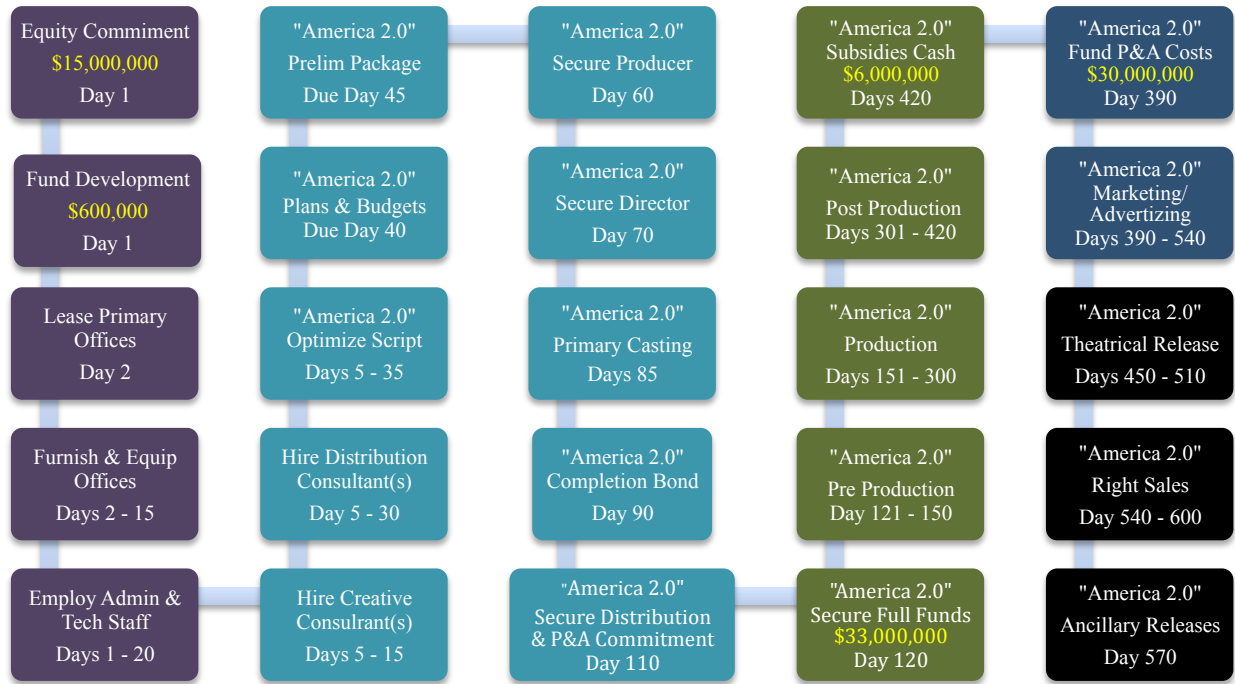 Equity Commiment
$15,000,000
Day 1
"America 2.0"
Prelim Package
Due Day 45
"America 2.0"
Secure Producer
Day 60
"America 2.0"
Subsidies Cash
$6,000,000
Days 420
"America 2.0"
Fund P&A Costs
$30,000,000
Day 390
Fund Development
$600,000
Day 1
"America 2.0"
Plans & Budgets
Due Day 40
"America 2.0"
Secure Director
Day 70
"America 2.0"
Post Production
Days 301 - 420
"America 2.0"
Marketing/
Advertizing
Days 390 - 540
Lease Primary
Offices
Day 2
"America 2.0"
Optimize Script
Days 5 - 35
"America 2.0"
Primary Casting
Days 85
"America 2.0"
Production
Days 151 - 300
"America 2.0"
Theatrical Release
Days 450 - 510
Furnish & Equip
Offices
Days 2 - 15
Hire Distribution
Consultant(s)
Day 5 - 30
"America 2.0"
Completion Bond
Day 90
"America 2.0"
Pre Production
Day 121 - 150
"America 2.0"
Right Sales
Day 540 - 600
Employ Admin &
Tech Staff
Days 1 - 20
Hire Creative
Consulrant(s)
Days 5 - 15
"America 2.0"
Secure Distribution
& P&A Commitment
Day 110
"America 2.0"
Secure Full Funds
$33,000,000
Day 120
"America 2.0"
Ancillary Releases
Day 570